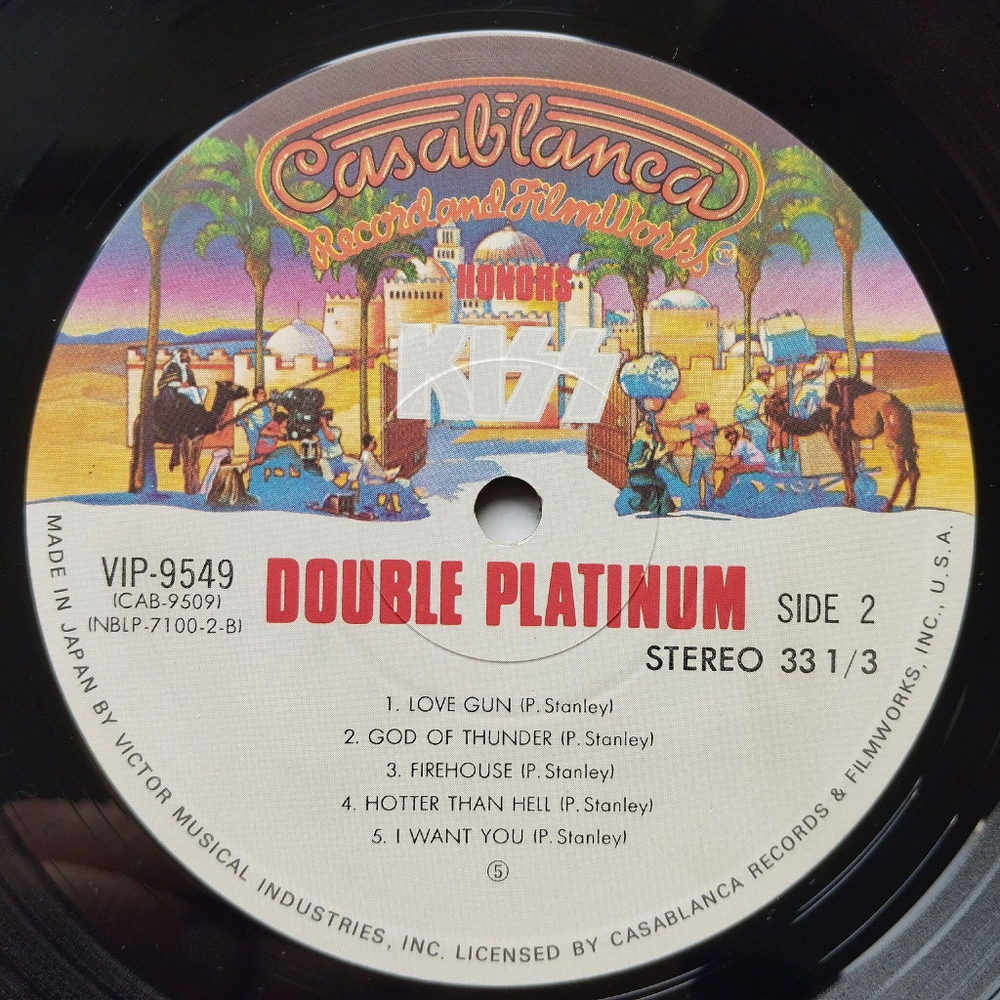 Casablanca
Record and FilmWorks ™
HONORS
KISS
VIP-9549
(CAB-9509)
(NBLP-7100-2-B)
DOUBLE PLATINUM
SIDE 2
STEREO 33 1/3
1. LOVE GUN (P. Stanley)
2. GOD OF THUNDER (P. Stanley)
3. FIREHOUSE (P. Stanley)
4. HOTTER THAN HELL (P. Stanley)
5. I WANT YOU (P. Stanley)
⑤
MADE IN JAPAN BY VICTOR MUSICAL INDUSTRIES, INC. LICENSED BY CASABLANCA RECORDS & FILMWORKS, INC., U.S.A.